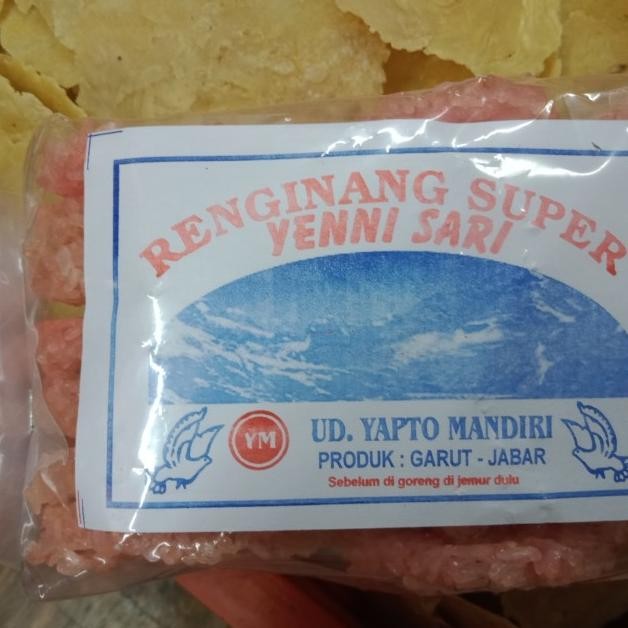 RENGINANG SUPER
YENNI SARI
YM
UD. YAPTO MANDIRI
PRODUK : GARUT - JABAR
Sebelum di goreng di jemur dulu